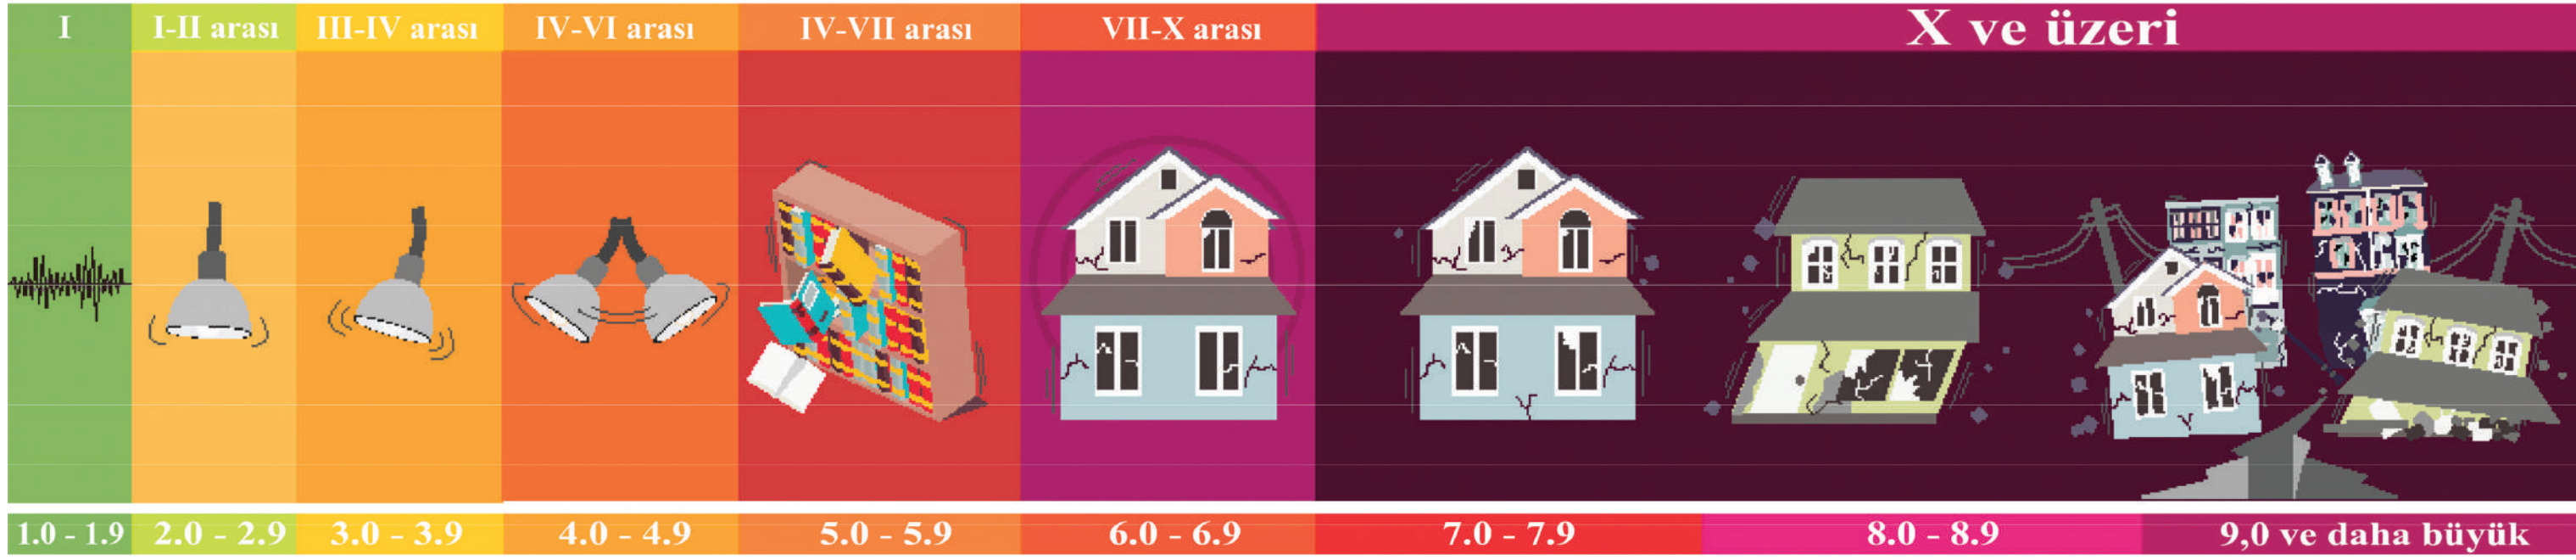 I
I-II arası
III-IV arası
IV-VI arası
IV-VII arası
VII-X arası
X ve üzeri
1.0 - 1.9
2.0 - 2.9
3.0 - 3.9
4.0 - 4.9
5.0 - 5.9
6.0 - 6.9
7.0 - 7.9
8.0 - 8.9
9,0 ve daha büyük